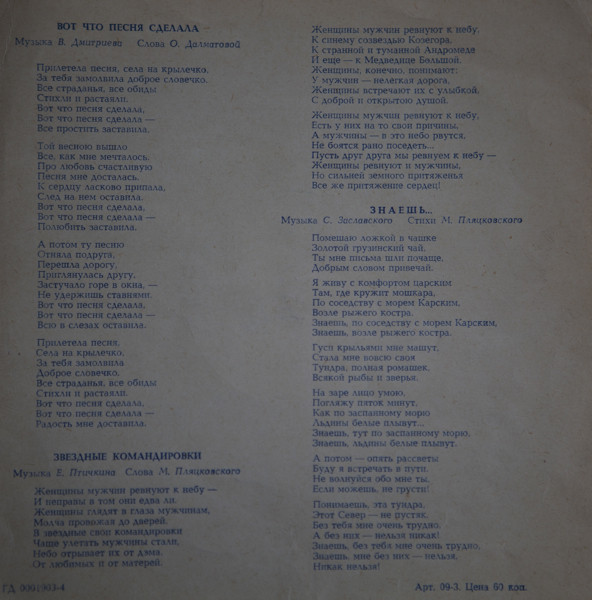 ВОТ ЧТО ПЕСНЯ СДЕЛАЛА
Музыка В. Дмитриева Слова О. Далматовой
Прилетела песня, села на крылечко,
За тебя замолвила доброе словечко.
Все страданья, все обиды
Стихли и растаяли.
Вот что песня сделала,
Вот что песня сделала —
Все простить заставила.
Той весною вышло
Все, как мне мечталось.
Про любовь счастливую
Песня мне досталась.
К сердцу ласково припала,
След на нем оставила.
Вот что песня сделала,
Вот что песня сделала —
Полюбить заставила.
А потом ту песню
Отняла подруга,
Перешла дорогу,
Приглянулась другу.
Застучало горе в окна, —
Не удержишь ставнями.
Вот что песня сделала,
Вот что песня сделала —
Всю в слезах оставила.
Прилетела песня,
Села на крылечко.
За тебя замолвила
Доброе словечко.
Все страданья, все обиды
Стихли и растаяли.
Вот что песня сделала,
Вот что песня сделала —
Радость мне доставила.
ЗВЕЗДНЫЕ КОМАНДИРОВКИ
Музыка Е. Птичкина Слова М. Пляцковского
Женщины мужчин ревнуют к небу —
И неправы в том они едва ли.
Женщины глядят в глаза мужчинам,
Молча провожая до дверей.
В звездные свои командировки
Чаще улетать мужчины стали,
Небо отрывает их от дома,
От любимых и от матерей.
Женщины мужчин ревнуют к небу,
К синему созвездью Козерога,
К странной и туманной Андромеде
И еще — к Медведице Большой.
Женщины, конечно, понимают:
У мужчин — нелегкая дорога,
Женщины встречают их с улыбкой,
С доброй и открытою душой.
Женщины мужчин ревнуют к небу,
Есть у них на то свои причины,
А мужчины — в это небо рвутся,
Не боятся рано поседеть...
Пусть друг друга мы ревнуем к небу —
Женщины ревнуют и мужчины,
Но сильней земного притяженья
Все же притяжение сердец!
ЗНАЕШЬ...
Музыка С. Заславского Стихи М. Пляцковского
Помешаю ложкой в чашке
Золотой грузинский чай.
Ты мне письма шли почаще,
Добрым словом привечай.
Я живу с комфортом царским
Там, где кружит мошкара,
По соседству с морем Карским,
Возле рыжего костра.
Знаешь, по соседству с морем Карским,
Знаешь, возле рыжего костра.
Гуси крыльями мне машут,
Стала мне вовсю своя
Тундра, полная ромашек,
Всякой рыбы и зверья.
На заре лицо умою,
Погляжу пяток минут,
Как по заспанному морю
Льдины белые плывут...
Знаешь, тут по заспанному морю,
Знаешь, льдины белые плывут.
А потом — опять рассветы
Буду я встречать в пути.
Не волнуйся обо мне ты,
Если можешь, не грусти!
Понимаешь, эта тундра,
Этот Север — не пустяк.
Без тебя мне очень трудно,
А без них — нельзя никак!
Знаешь, без тебя мне очень трудно,
Знаешь, мне без них — нельзя,
Никак нельзя!
ГД 0001903-4
Арт. 09-3. Цена 60 коп.